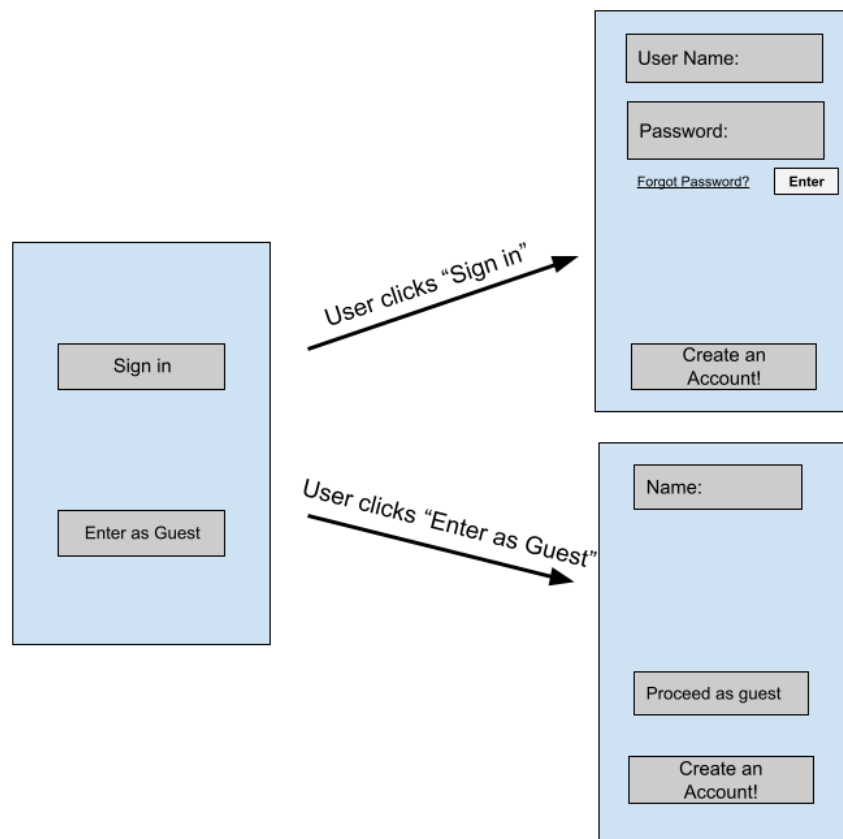 Sign in
Enter as Guest
User clicks “Sign in”
User Name:
Password:
Forgot Password?
Enter
Create an
Account!
User clicks “Enter as Guest”
Name:
Proceed as guest
Create an
Account!